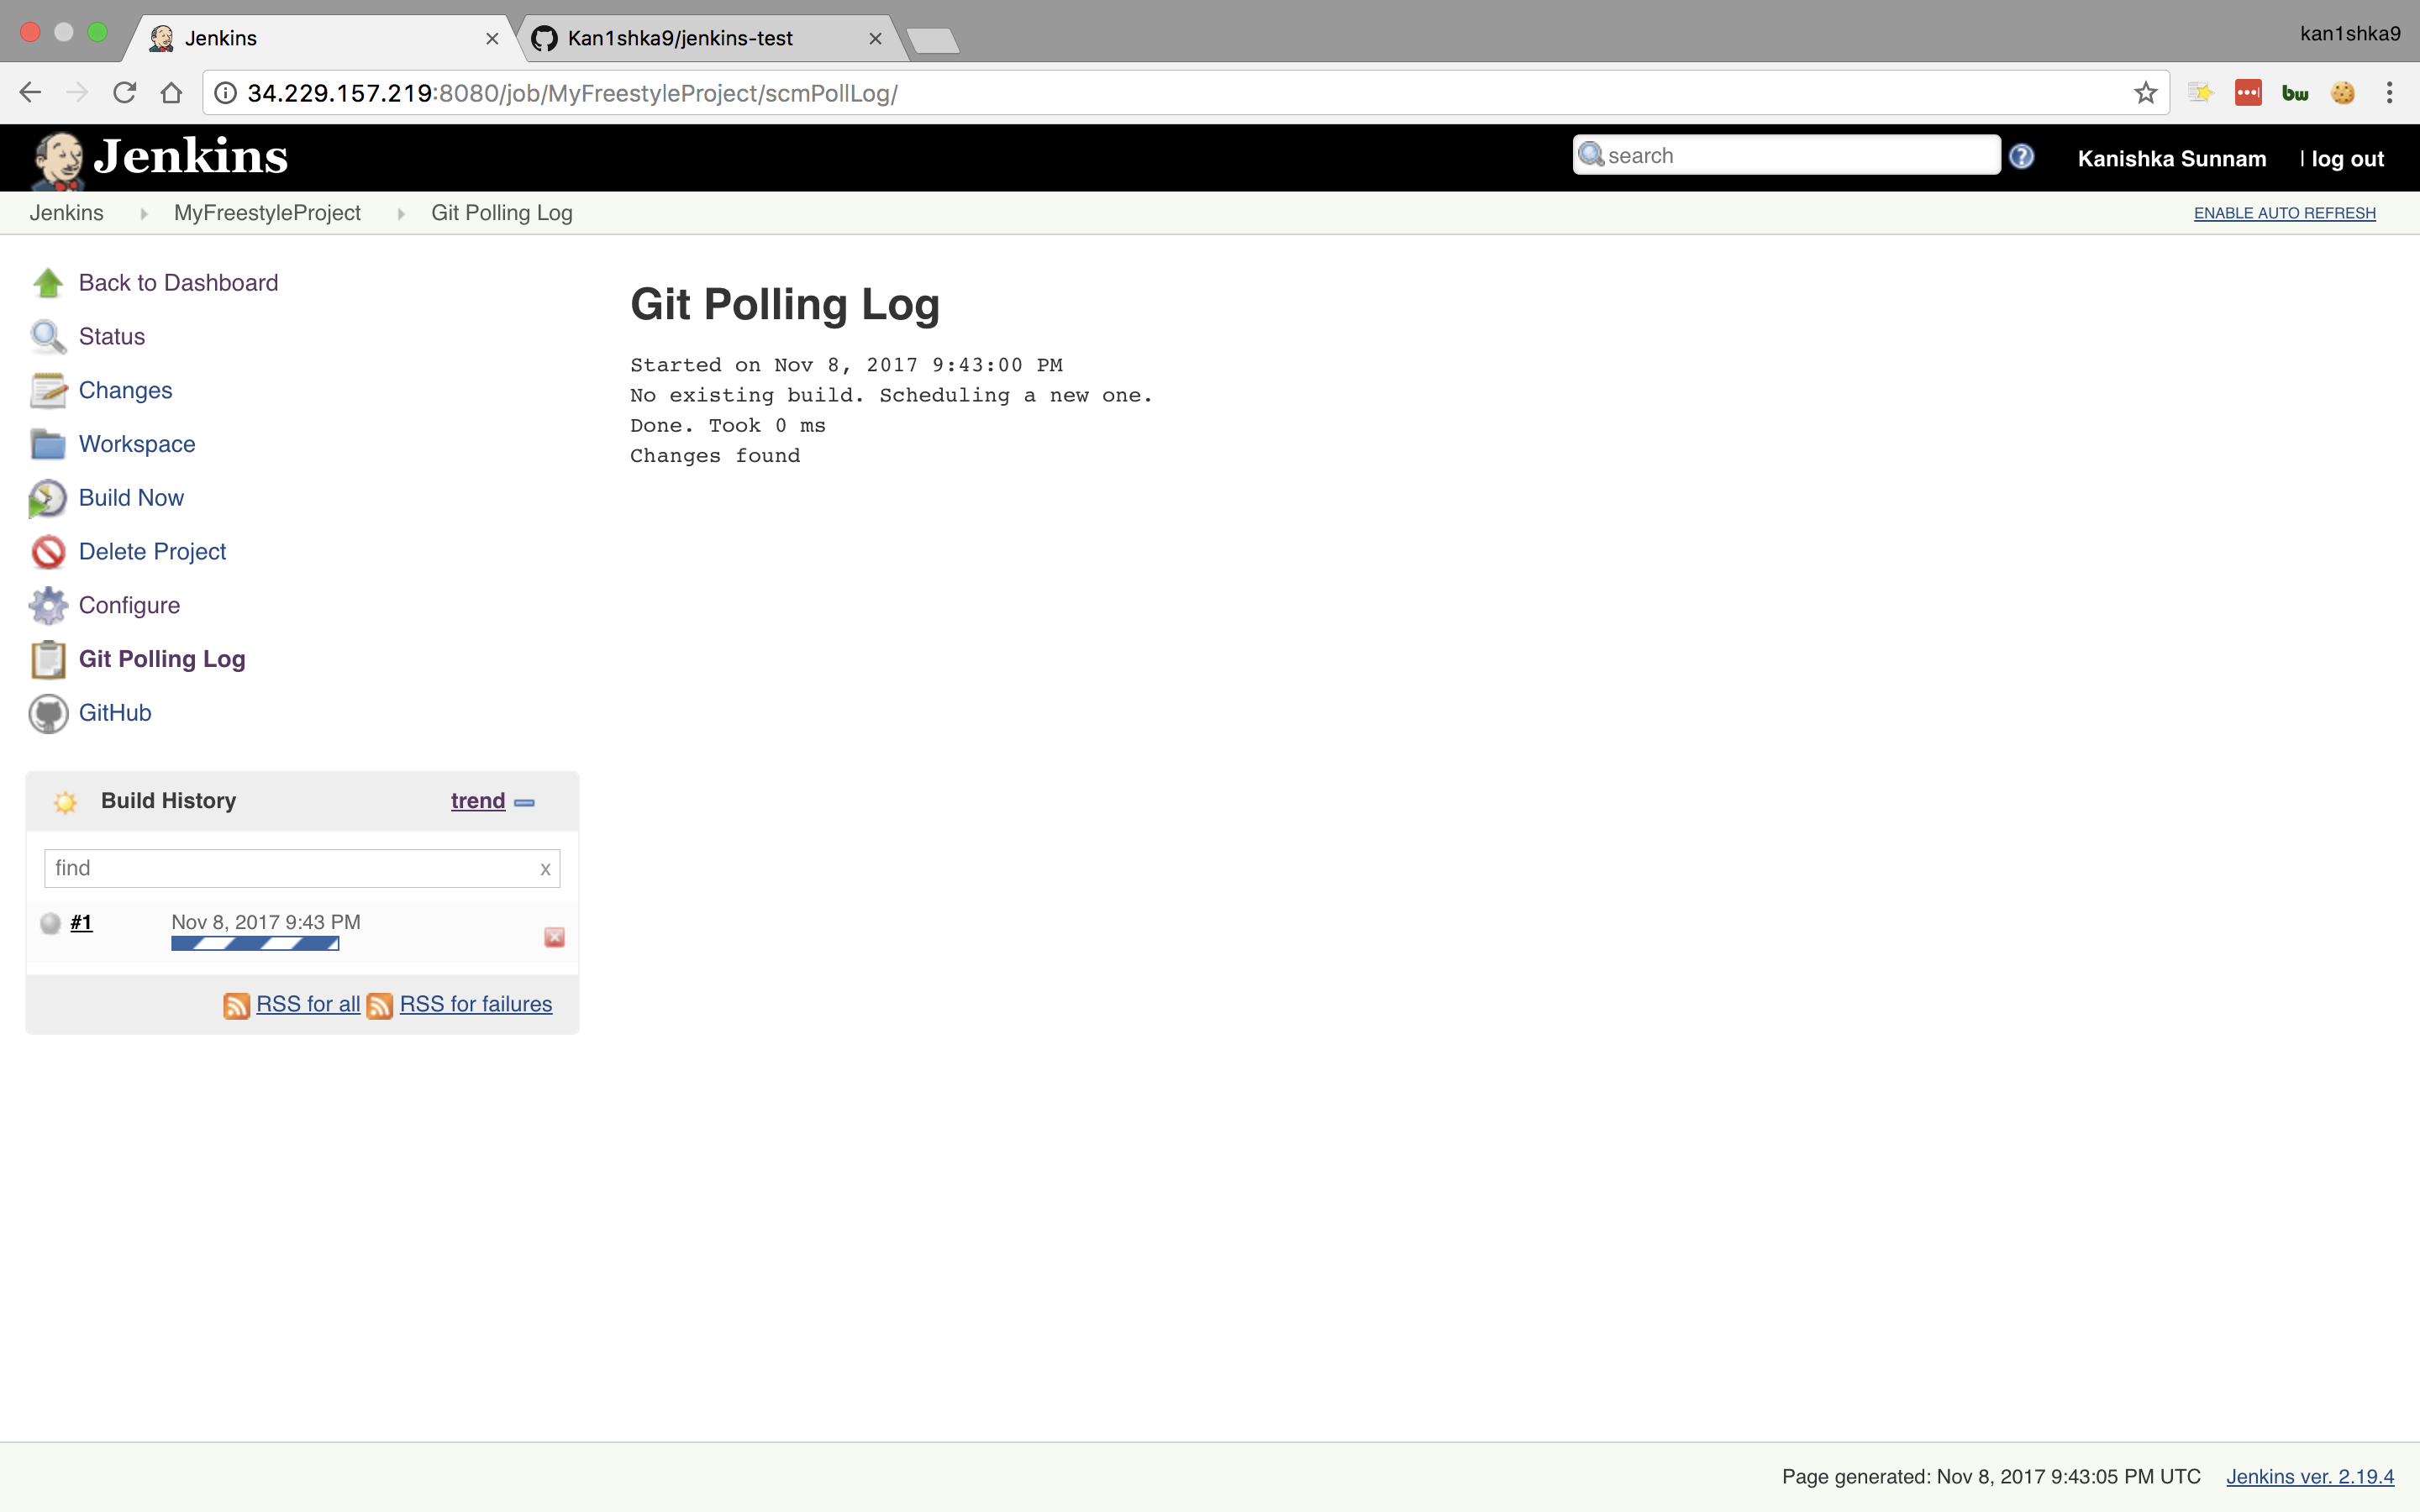 Jenkins
Kan1shka9/jenkins-test
kan1shka9
34.229.157.219:8080/job/MyFreestyleProject/scmPollLog/
bw
Jenkins
search
?
Kanishka Sunnam
| log out
Jenkins
MyFreestyleProject
Git Polling Log
ENABLE AUTO REFRESH
Back to Dashboard
Status
Changes
Workspace
Build Now
Delete Project
Configure
Git Polling Log
GitHub
Git Polling Log
Started on Nov 8, 2017 9:43:00 PM
No existing build. Scheduling a new one.
Done. Took 0 ms
Changes found
Build History
trend
find
x
#1
Nov 8, 2017 9:43 PM
RSS for all
RSS for failures
Page generated: Nov 8, 2017 9:43:05 PM UTC
Jenkins ver. 2.19.4